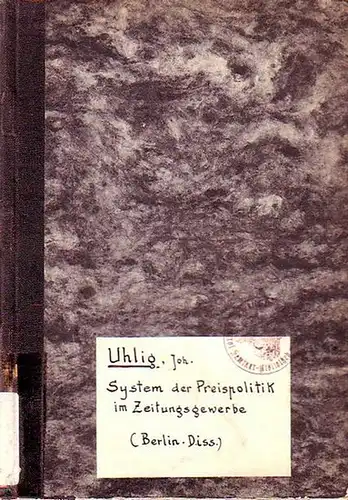 Uhlig, Joh.
System der Preispolitik
im Zeitungsgewerbe
(Berlin. Diss.)